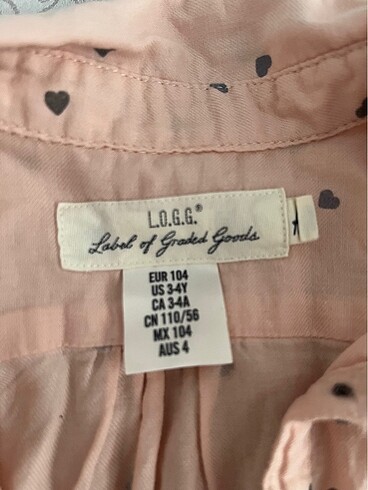 L.O.G.G.®
Label of Graded Goods
EUR 104
US 3-4Y
CA 3-4A
CN 110/56
MX 104
AUS 4